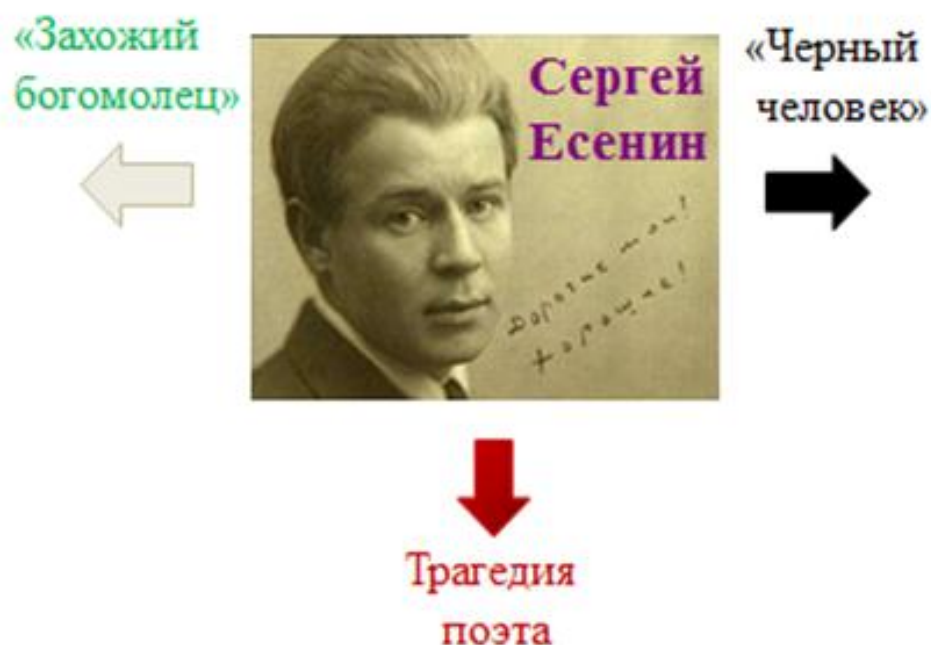 «Захожий
богомолец»
Сергей
Есенин
«Черный
человек»
Дорогие мои!
Хорошие!
Трагедия
поэта